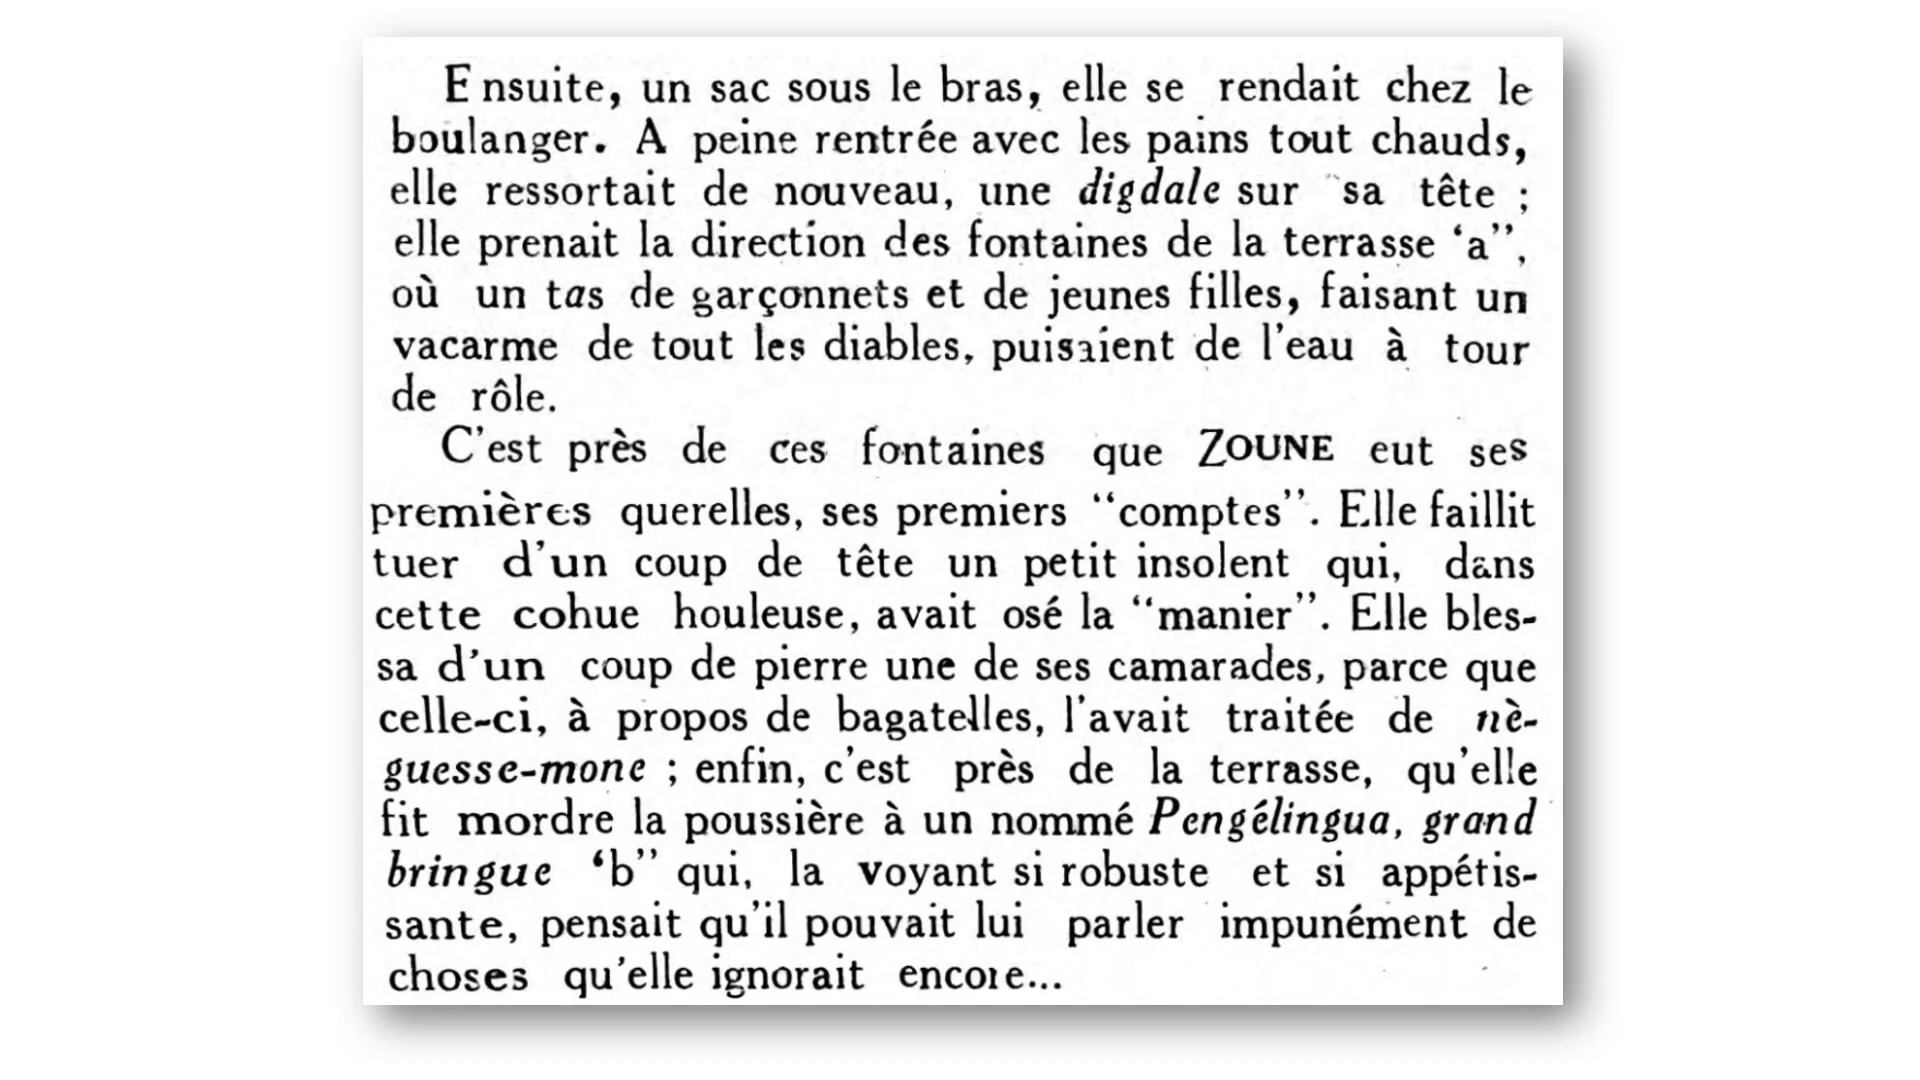 Ensuite, un sac sous le bras, elle se rendait chez le
boulanger. A peine rentrée avec les pains tout chauds,
elle ressortait de nouveau, une digdale sur sa tête ;
elle prenait la direction des fontaines de la terrasse ‘a’’,
où un tas de garçonnets et de jeunes filles, faisant un
vacarme de tout les diables, puisaient de l’eau à tour
de rôle.
C’est près de ces fontaines que ZOUNE eut ses
premières querelles, ses premiers ‘‘comptes’’. Elle faillit
tuer d’un coup de tête un petit insolent qui, dans
cette cohue houleuse, avait osé la ‘‘manier’’. Elle bles-
sa d’un coup de pierre une de ses camarades, parce que
celle-ci, à propos de bagatelles, l’avait traitée de nè-
guesse-mone ; enfin, c’est près de la terrasse, qu’elle
fit mordre la poussière à un nommé Pengélingua, grand
bringue ‘b’’ qui, la voyant si robuste et si appétis-
sante, pensait qu’il pouvait lui parler impunément de
choses qu’elle ignorait encore...